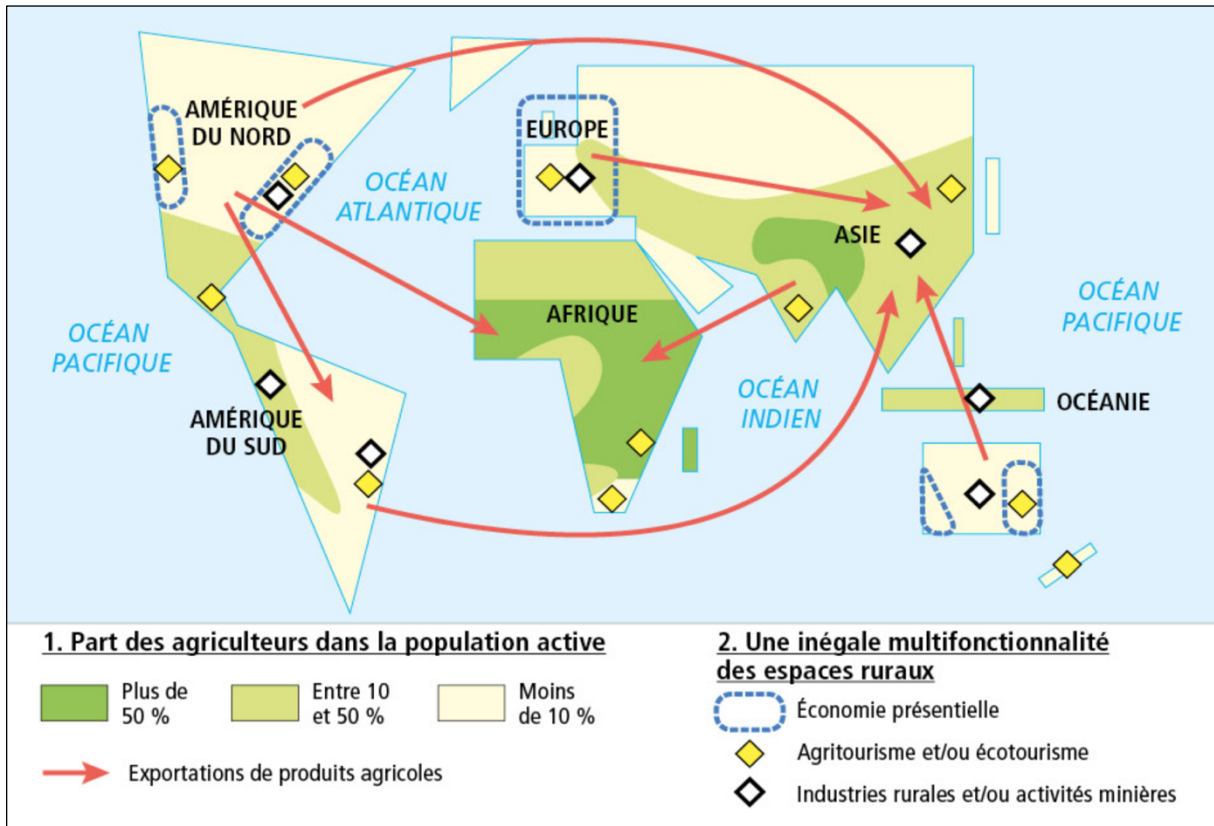 AMÉRIQUE
DU NORD
EUROPE
OCÉAN
ATLANTIQUE
ASIE
AFRIQUE
OCÉAN
PACIFIQUE
OCÉAN
PACIFIQUE
OCÉAN
INDIEN
OCÉANIE
AMÉRIQUE
DU SUD
1. Part des agriculteurs dans la population active
Plus de
50 %
Entre 10
et 50 %
Moins
de 10 %
Exportations de produits agricoles
2. Une inégale multifonctionnalité
des espaces ruraux
Économie présentielle
Agritourisme et/ou écotourisme
Industries rurales et/ou activités minières